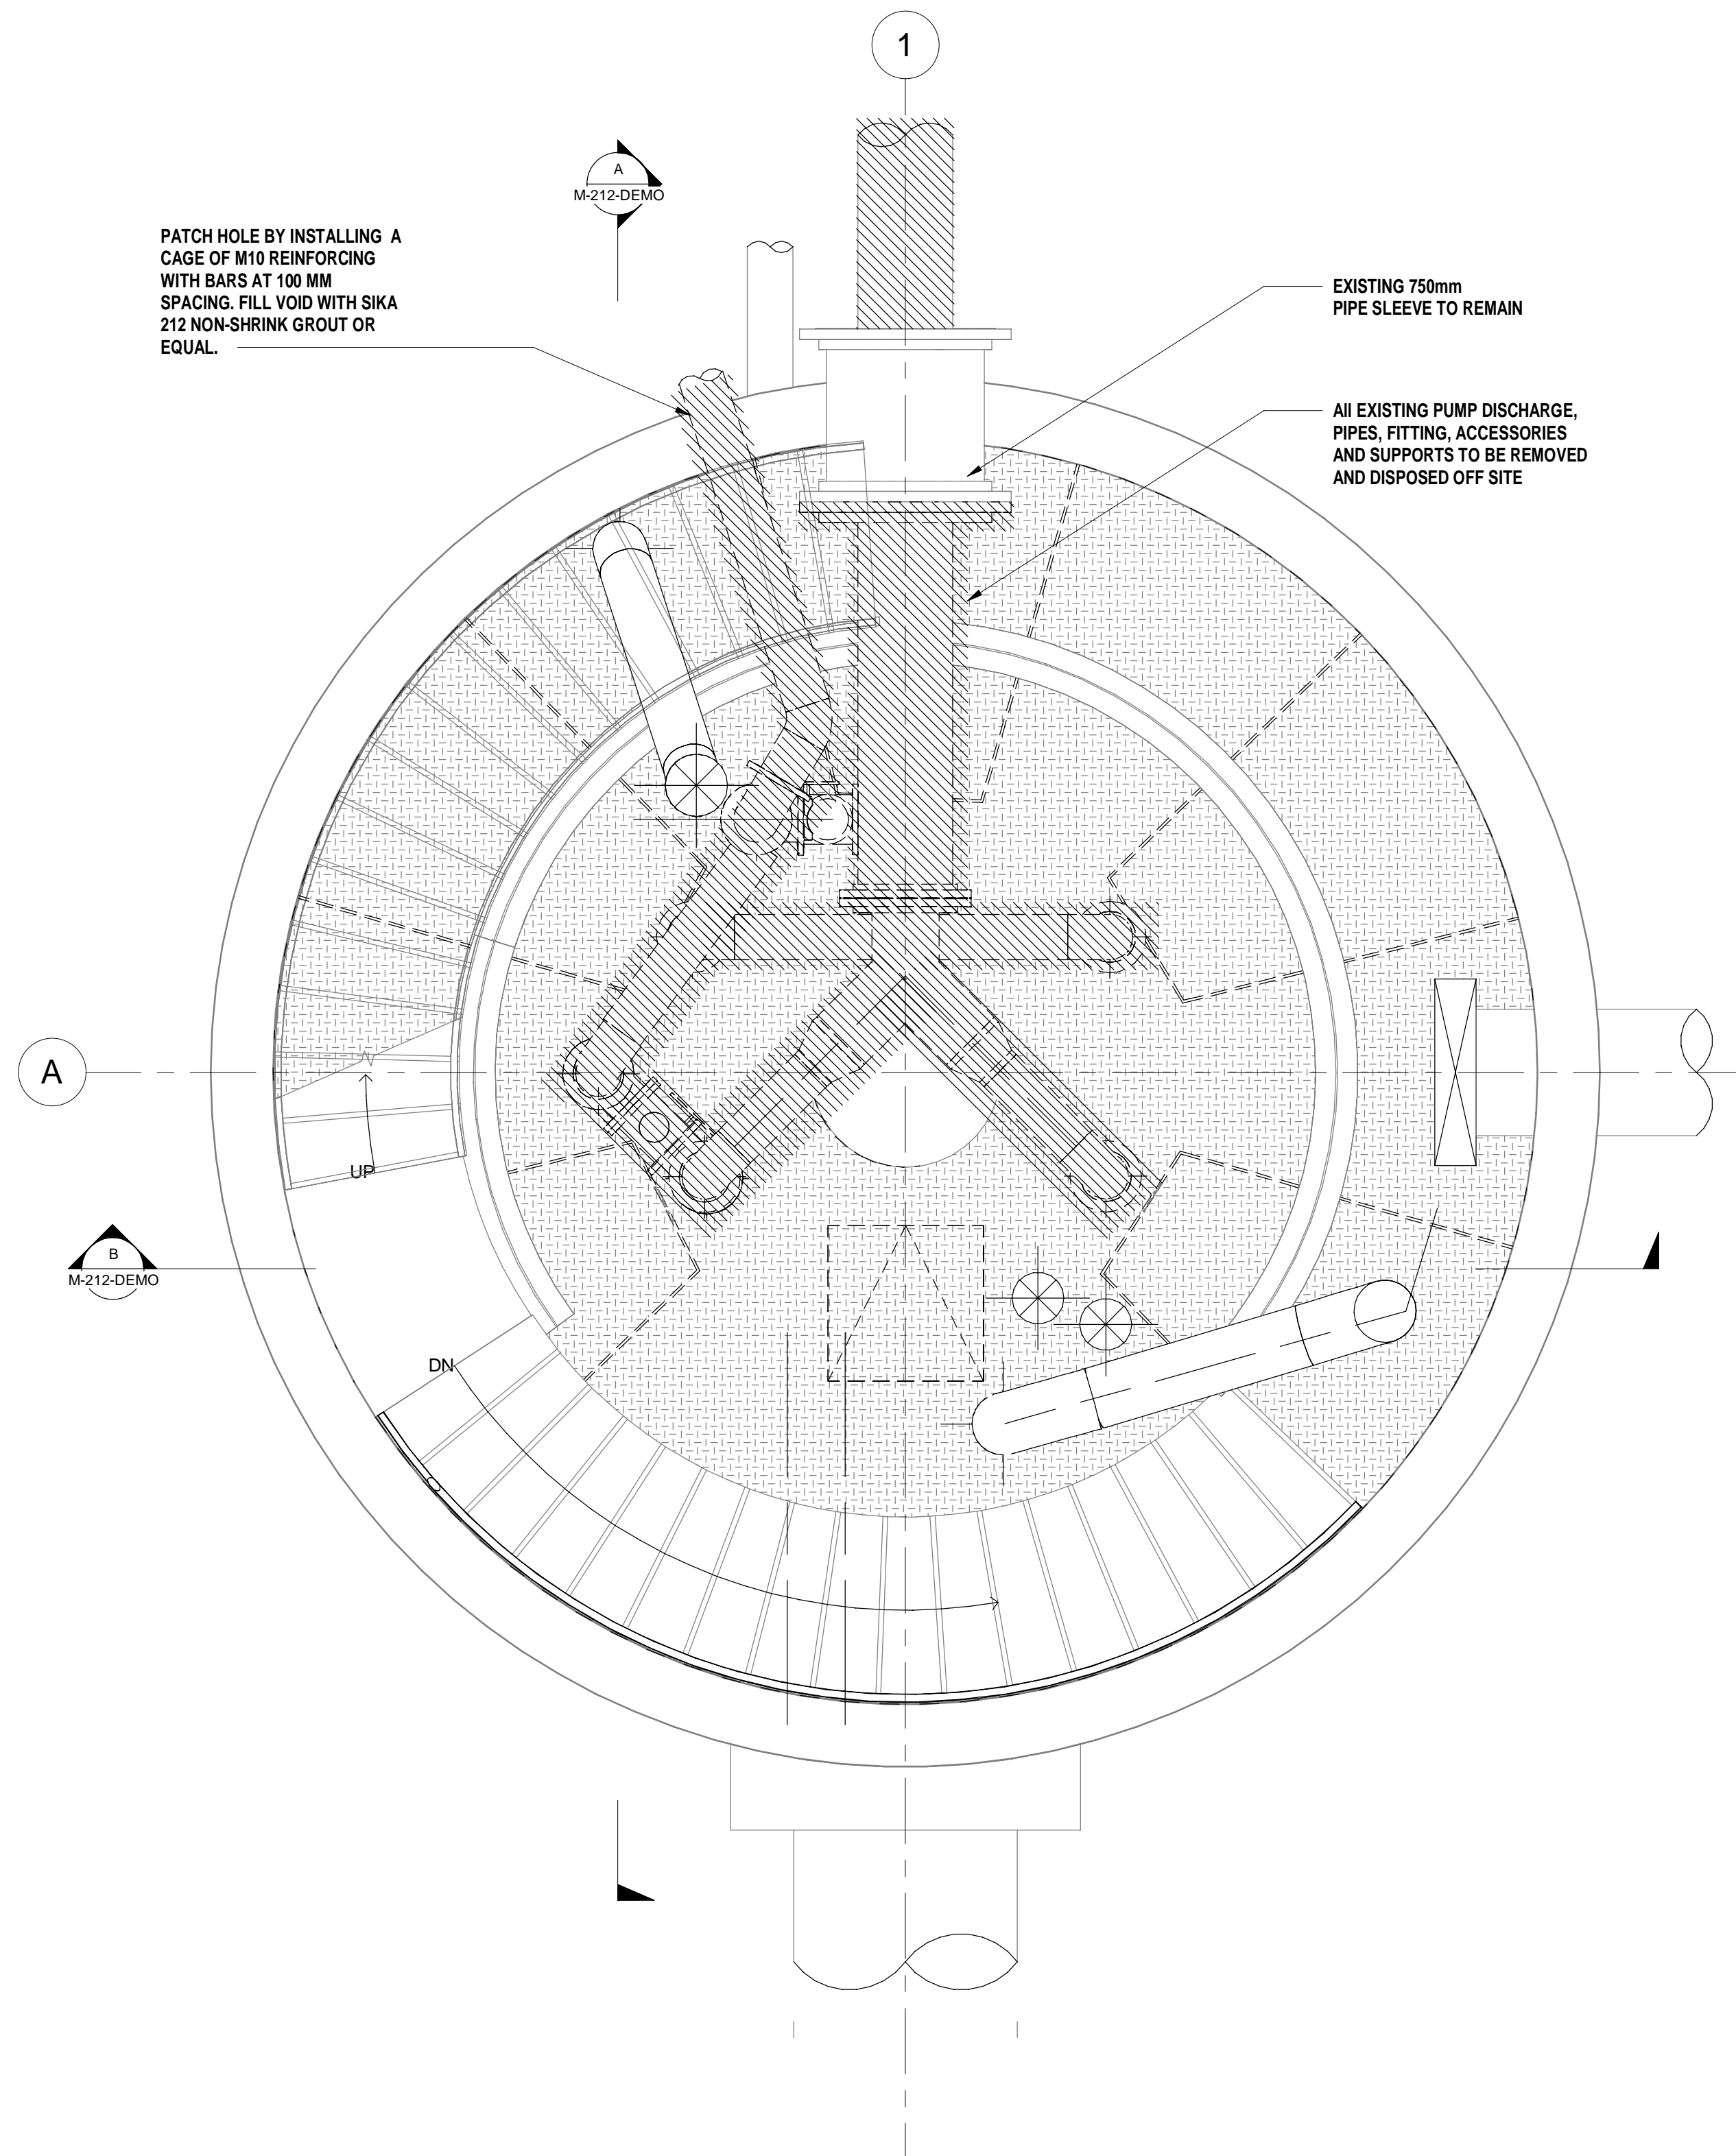 1
A
M-212-DEMO
PATCH HOLE BY INSTALLING A
CAGE OF M10 REINFORCING
WITH BARS AT 100 MM
SPACING. FILL VOID WITH SIKA
212 NON-SHRINK GROUT OR
EQUAL.
EXISTING 750mm
PIPE SLEEVE TO REMAIN
All EXISTING PUMP DISCHARGE,
PIPES, FITTING, ACCESSORIES
AND SUPPORTS TO BE REMOVED
AND DISPOSED OFF SITE
A
UP
B
M-212-DEMO
DN